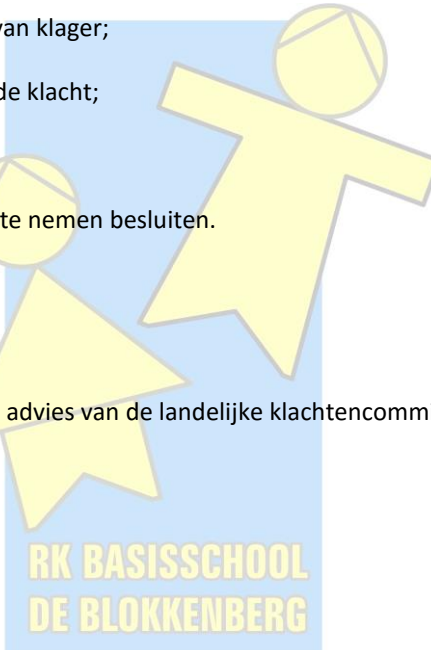 van klager;
de klacht;
te nemen besluiten.
advies van de landelijke klachtencomm
RK BASISSCHOOL
DE BLOKKENBERG